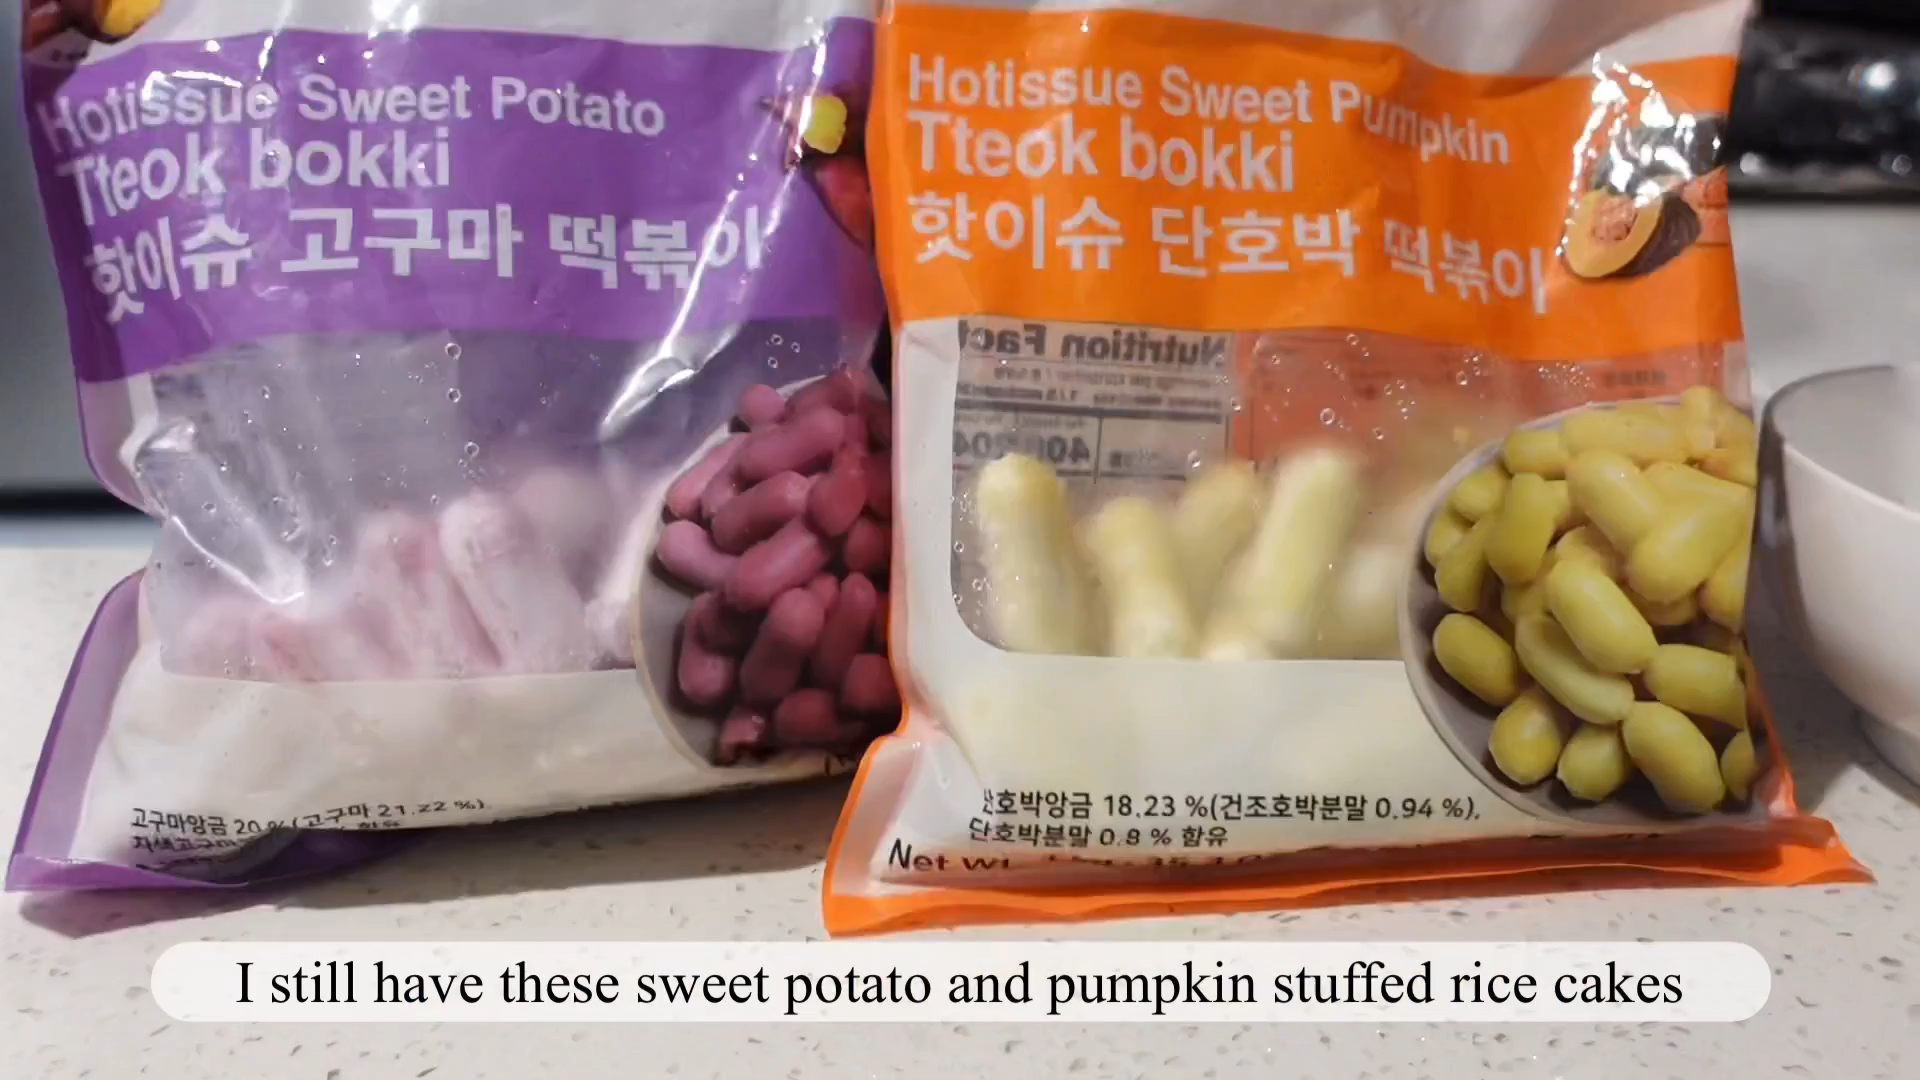 Hotissue Sweet Potato
Tteok bokki
핫이슈 고구마 떡볶이
고구마앙금 20 % (고구마 21.22 %),
함유
Hotissue Sweet Pumpkin
Tteok bokki
핫이슈 단호박 떡볶이
Nutrition Fact
단호박앙금 18.23 %(건조호박분말 0.94 %),
단호박분말 0.8 % 함유
Net Wt.
I still have these sweet potato and pumpkin stuffed rice cakes